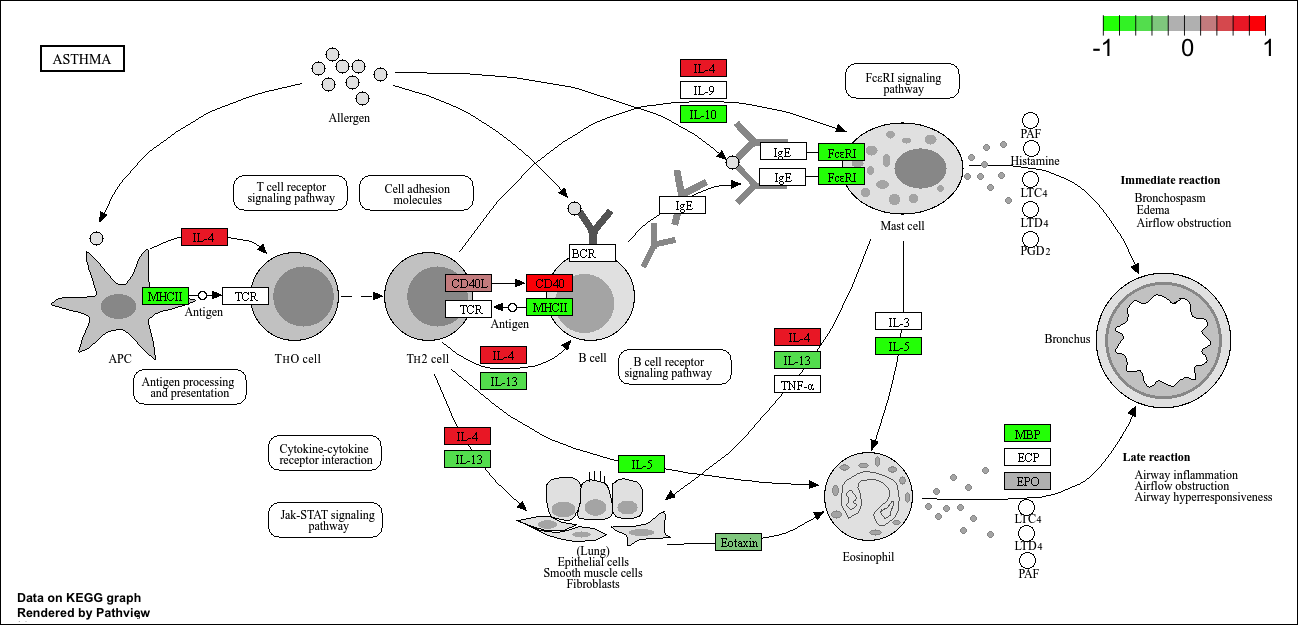 ASTHMA
-1 0 1
Allergen
IL-4
IL-9
IL-10
FcεRI signaling
pathway
IgE
FcεRI
IgE
FcεRI
Mast cell
PAF
Histamine
LTC4
LTD4
PGD2
Immediate reaction
Bronchospasm
Edema
Airflow obstruction
T cell receptor
signaling pathway
Cell adhesion
molecules
IgE
IL-4
BCR
MHCII
Antigen
TCR
CD40L
CD40
TCR
Antigen
MHCII
APC
TH0 cell
TH2 cell
B cell
IL-4
IL-13
B cell receptor
signaling pathway
Antigen processing
and presentation
IL-4
IL-13
TNF-α
IL-3
IL-5
Bronchus
Cytokine-cytokine
receptor interaction
IL-4
IL-13
IL-5
Jak-STAT signaling
pathway
Eotaxin
(Lung)
Epithelial cells
Smooth muscle cells
Fibroblasts
Eosinophil
MBP
ECP
EPO
LTC4
LTD4
PAF
Late reaction
Airway inflammation
Airflow obstruction
Airway hyperresponsiveness
Data on KEGG graph
Rendered by Pathview